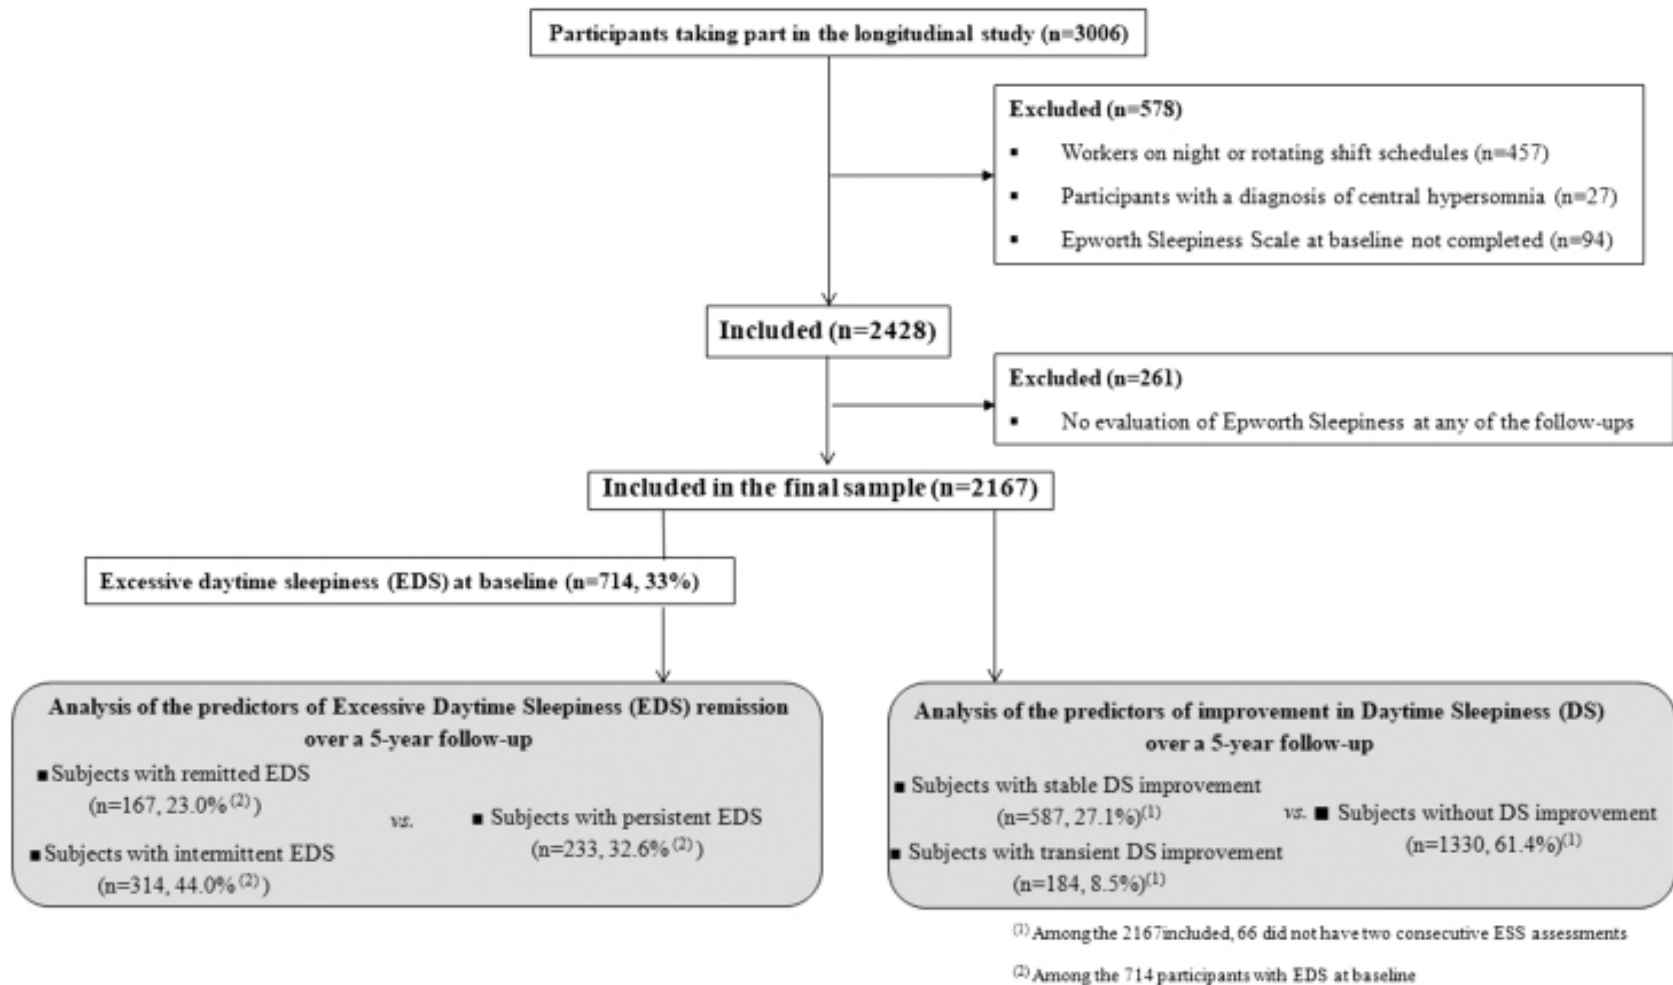 Participants taking part in the longitudinal study (n=3006)
Excluded (n=578)
▪ Workers on night or rotating shift schedules (n=457)
▪ Participants with a diagnosis of central hypersomnia (n=27)
▪ Epworth Sleepiness Scale at baseline not completed (n=94)
Included (n=2428)
Excluded (n=261)
▪ No evaluation of Epworth Sleepiness at any of the follow-ups
Included in the final sample (n=2167)
Excessive daytime sleepiness (EDS) at baseline (n=714, 33%)
Analysis of the predictors of Excessive Daytime Sleepiness (EDS) remission
over a 5-year follow-up
■ Subjects with remitted EDS
(n=167, 23.0% (2) )
■ Subjects with intermittent EDS
(n=314, 44.0% (2) )
vs.
■ Subjects with persistent EDS
(n=233, 32.6% (2) )
Analysis of the predictors of improvement in Daytime Sleepiness (DS)
over a 5-year follow-up
■ Subjects with stable DS improvement
(n=587, 27.1%)(1)
■ Subjects with transient DS improvement
(n=184, 8.5%)(1)
vs.
■ Subjects without DS improvement
(n=1330, 61.4%)(1)
(1) Among the 2167included, 66 did not have two consecutive ESS assessments
(2) Among the 714 participants with EDS at baseline